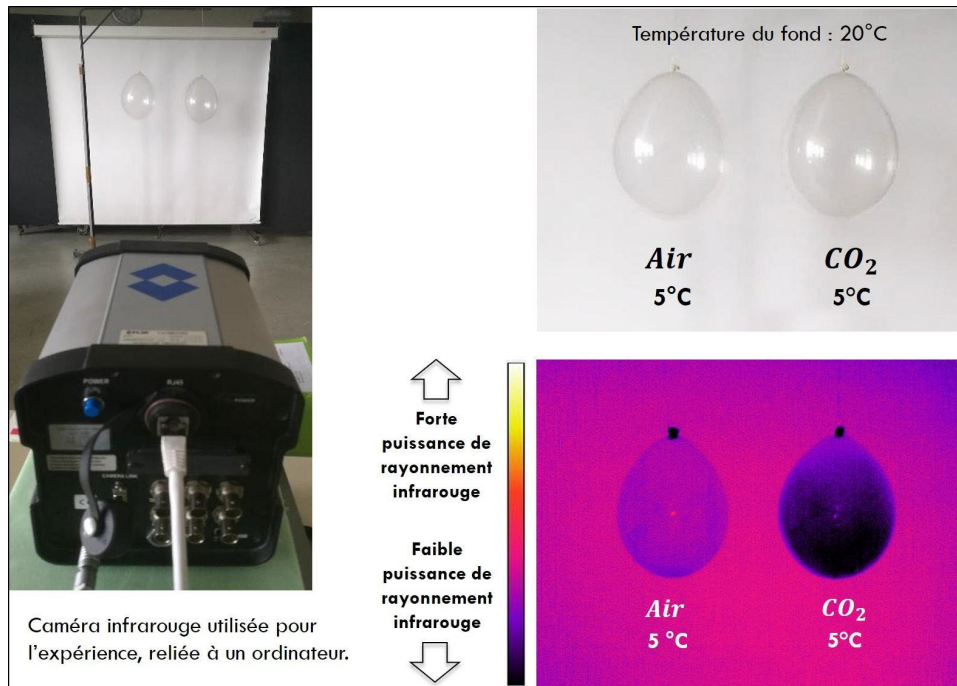 Température du fond : 20°C
Air
CO₂
5°C
5°C
POWER
RJ45
POWER
CAMERA LINK
Forte
puissance de
rayonnement
infrarouge
Faible
puissance de
rayonnement
infrarouge
Air
CO₂
5 °C
5°C
Caméra infrarouge utilisée pour
l'expérience, reliée à un ordinateur.